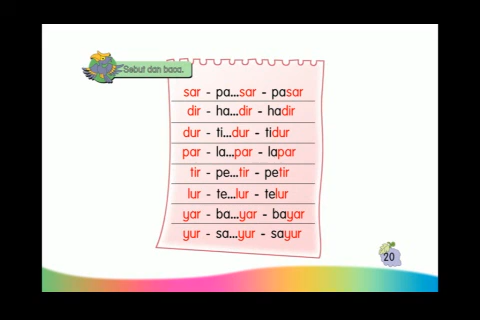 Sebut dan baca.
sar - pa...sar - pasar
dir - ha...dir - hadir
dur - ti...dur - tidur
par - la...par - lapar
tir - pe...tir - petir
lur - te...lur - telur
yar - ba...yar - bayar
yur - sa...yur - sayur
20